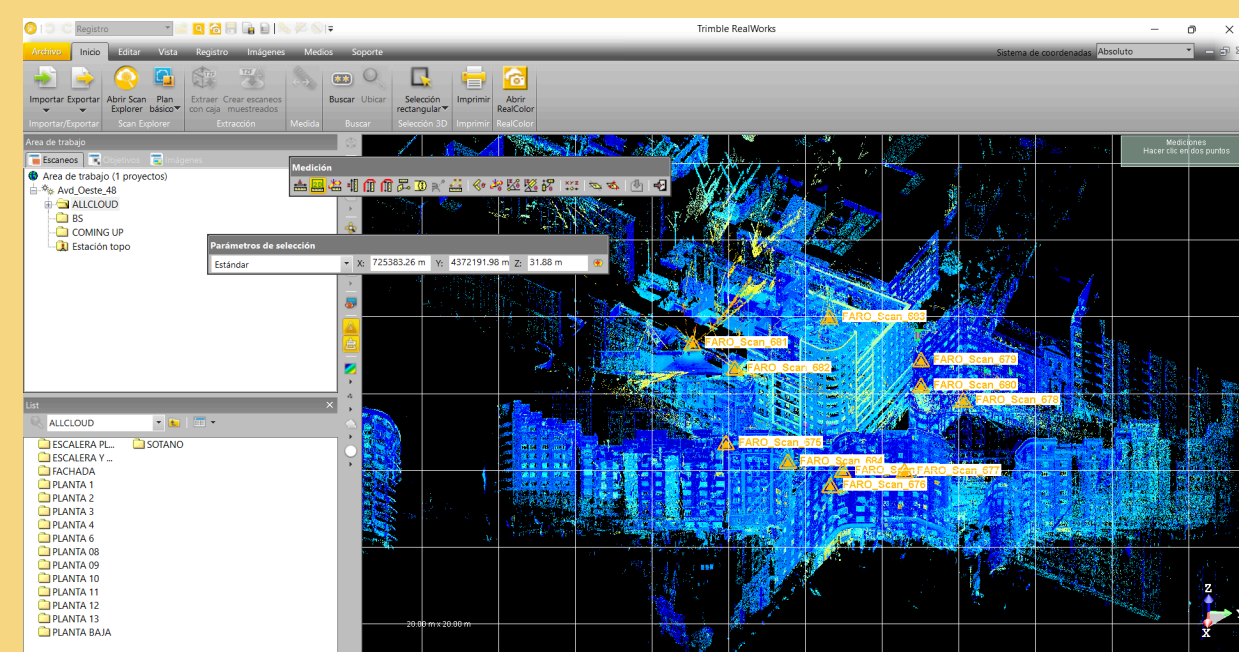 Registro
Trimble RealWorks
Archivo Inicio Editar Vista Registro Imágenes Medios Soporte
Sistema de coordenadas Absoluto
Importar Exportar Abrir Scan Explorer Plan básico Extraer con caja Crear escaneos muestreados Buscar Ubicar Selección rectangular Imprimir Abrir RealColor
Importar/Exportar Scan Explorer Extracción Medida Buscar Selección 3D Imprimir RealColor
Area de trabajo
Escaneos Objetivos Imágenes
Area de trabajo (1 proyectos)
Avd_Oeste_48
ALLCLOUD
BS
COMING UP
Estación topo
Medición
Parámetros de selección
Estándar X: 725383.26 m Y: 4372191.98 m Z: 31.88 m
Mediciones
Hacer clic en dos puntos
FARO_Scan_683
FARO_Scan_681
FARO_Scan_679
FARO_Scan_682
FARO_Scan_680
FARO_Scan_678
FARO_Scan_675
FARO_Scan_684
FARO_Scan FARO_Scan_677
FARO_Scan_676
List
ALLCLOUD
ESCALERA PL... SOTANO
ESCALERA Y ...
FACHADA
PLANTA 1
PLANTA 2
PLANTA 3
PLANTA 4
PLANTA 6
PLANTA 08
PLANTA 09
PLANTA 10
PLANTA 11
PLANTA 12
PLANTA 13
PLANTA BAJA
20.00 m x 20.00 m
Z
Y
X